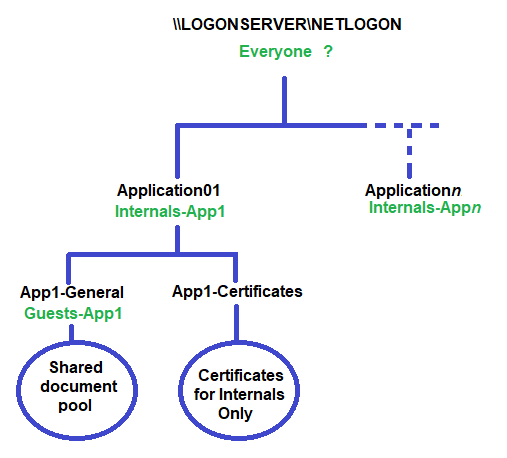 \\LOGONSERVER\NETLOGON
Everyone ?
Application01
Internals-App1
Applicationn
Internals-Appn
App1-General
Guests-App1
App1-Certificates
Shared
document
pool
Certificates
for Internals
Only